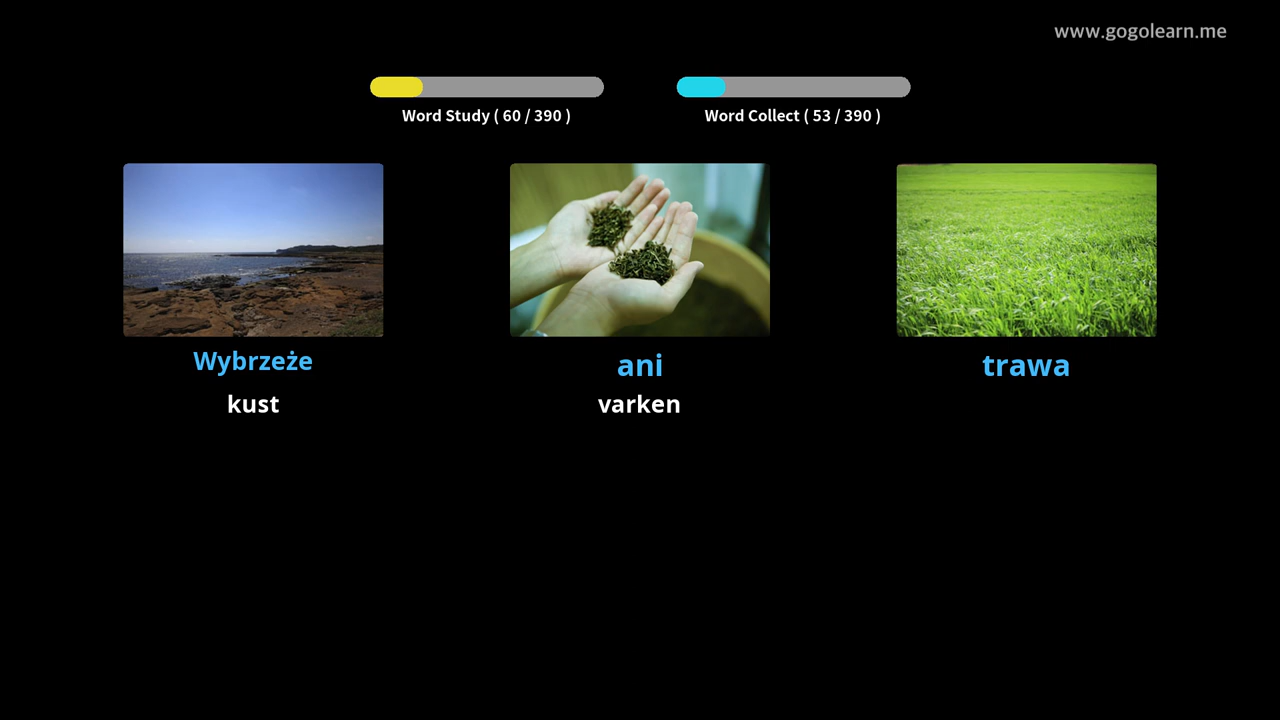 www.gogolearn.me
Word Study ( 60 / 390 )
Word Collect ( 53 / 390 )
Wybrzeże
kust
ani
varken
trawa